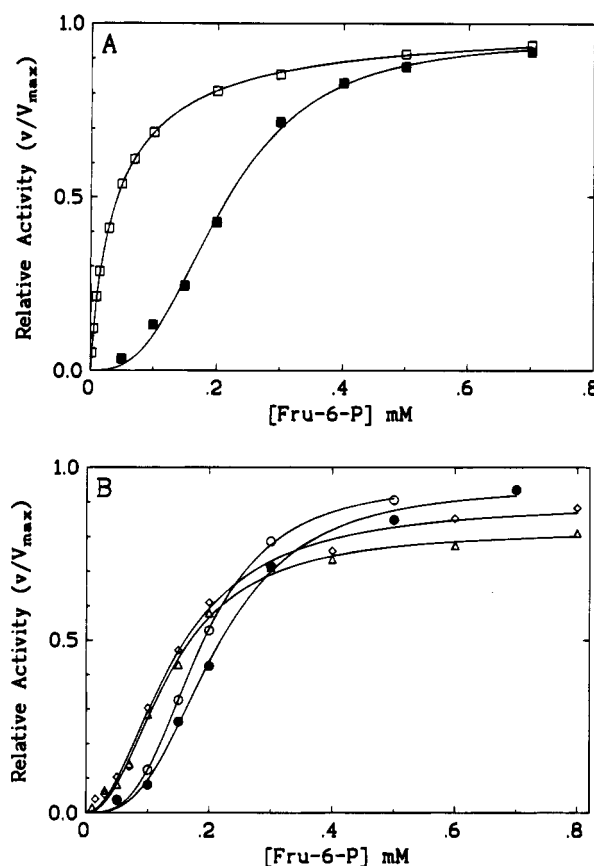 A
1.0
0.5
0.0
Relative Activity (v/Vmax)
0
.2
.4
.6
.8
[Fru-6-P] mM
B
1.0
0.5
0.0
Relative Activity (v/Vmax)
0
.2
.4
.6
.8
[Fru-6-P] mM